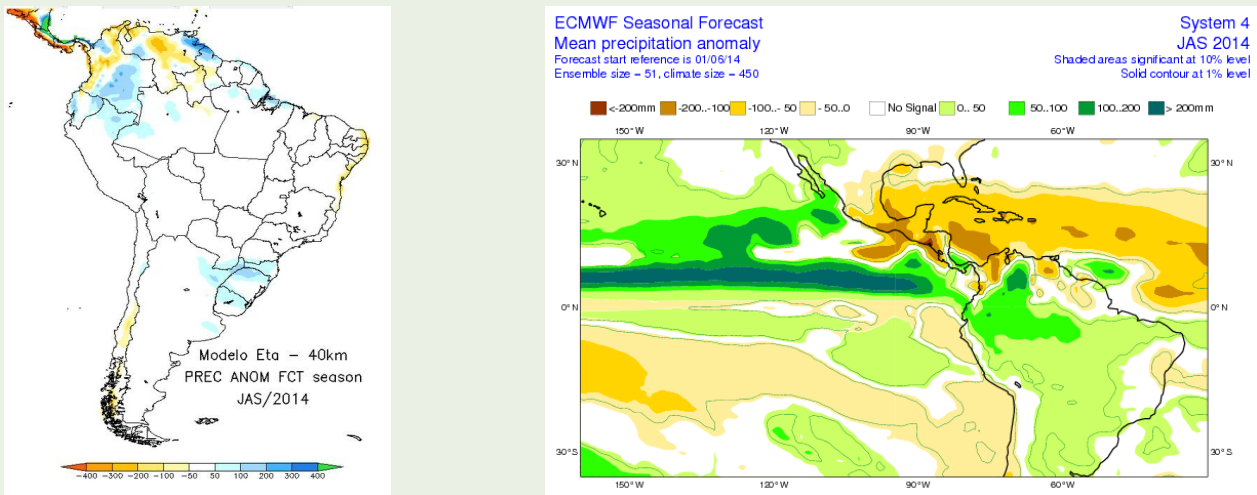 Modelo Eta – 40km
PREC ANOM FCT season
JAS/2014
−400 −300 −200 −100 −50 50 100 200 300 400
ECMWF Seasonal Forecast
Mean precipitation anomaly
Forecast start reference is 01/06/14
Ensemble size = 51, climate size = 450
System 4
JAS 2014
Shaded areas significant at 10% level
Solid contour at 1% level
<-200mm -200..-100 -100..- 50 - 50..0 No Signal 0.. 50 50..100 100..200 > 200mm
150°W 120°W 90°W 60°W
30°N 30°N
0°N 0°N
30°S 30°S
150°W 120°W 90°W 60°W